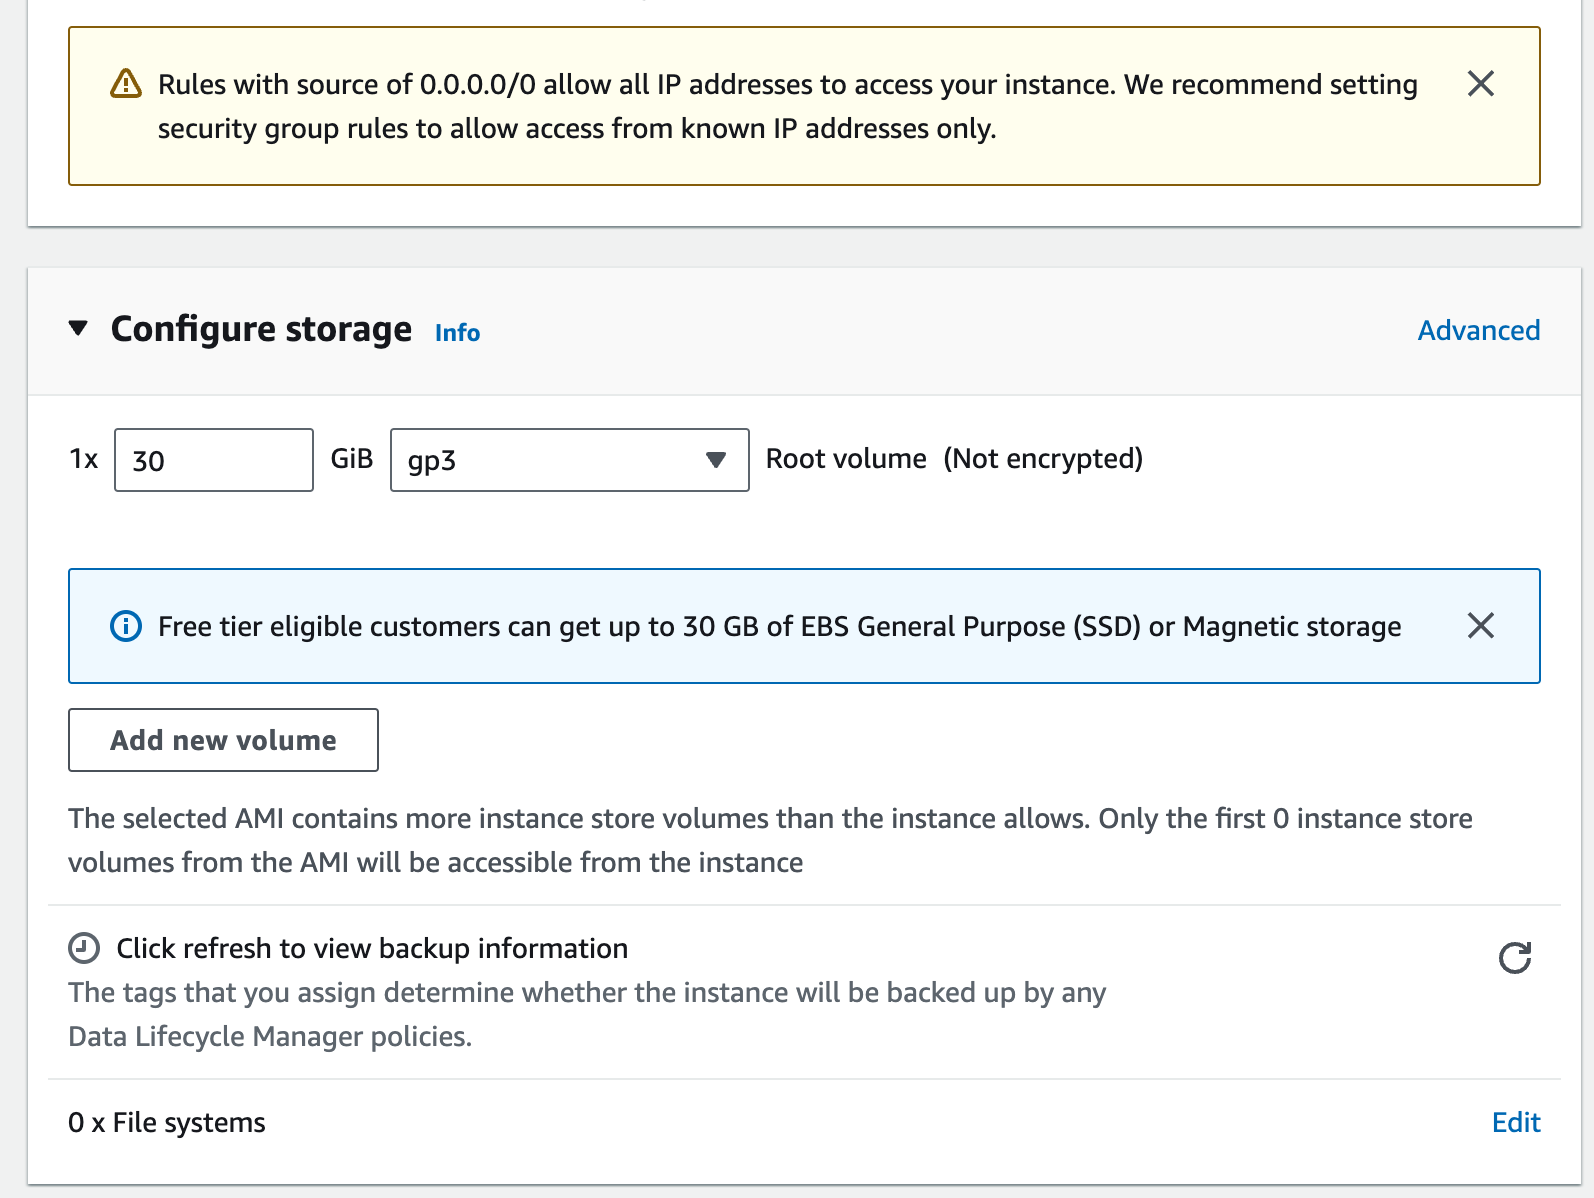 Rules with source of 0.0.0.0/0 allow all IP addresses to access your instance. We recommend setting
security group rules to allow access from known IP addresses only.
Configure storage Info Advanced
1x 30 GiB gp3 Root volume (Not encrypted)
Free tier eligible customers can get up to 30 GB of EBS General Purpose (SSD) or Magnetic storage
Add new volume
The selected AMI contains more instance store volumes than the instance allows. Only the first 0 instance store
volumes from the AMI will be accessible from the instance
Click refresh to view backup information
The tags that you assign determine whether the instance will be backed up by any
Data Lifecycle Manager policies.
0 x File systems Edit